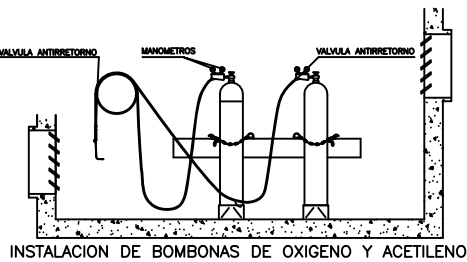 VALVULA ANTIRRETORNO
MANOMETROS
VALVULA ANTIRRETORNO
INSTALACION DE BOMBONAS DE OXIGENO Y ACETILENO